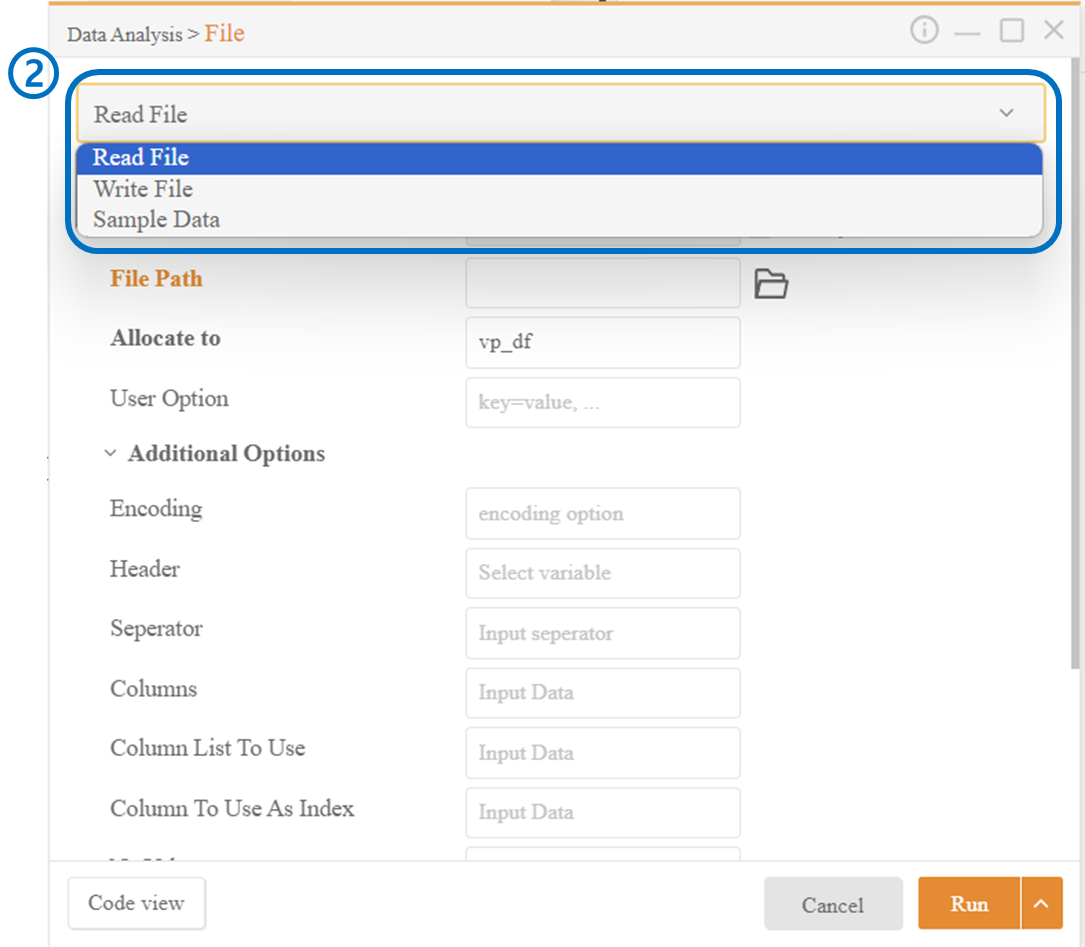 Data Analysis > File
2
Read File
Read File
Write File
Sample Data
File Path
Allocate to vp_df
User Option key=value, ...
Additional Options
Encoding encoding option
Header Select variable
Seperator Input seperator
Columns Input Data
Column List To Use Input Data
Column To Use As Index Input Data
Code view Cancel Run